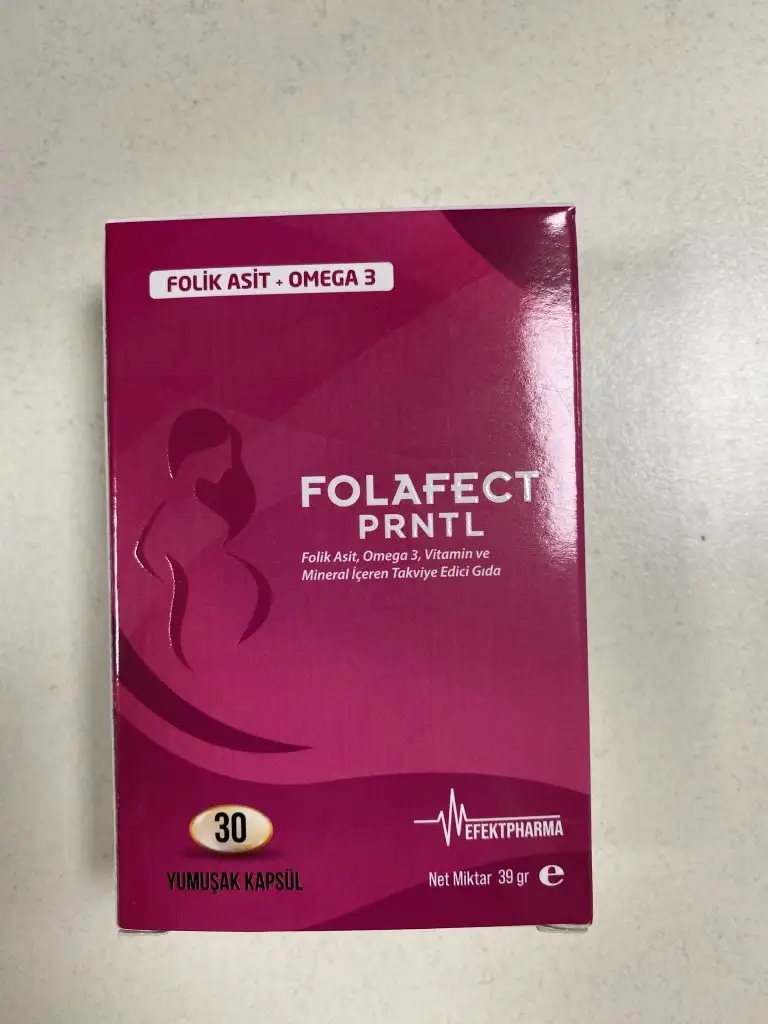 FOLİK ASİT + OMEGA 3
FOLAFECT
PRNTL
Folik Asit, Omega 3, Vitamin ve
Mineral İçeren Takviye Edici Gıda
30
YUMUŞAK KAPSÜL
EFEKTPHARMA
Net Miktar 39 gr ℮